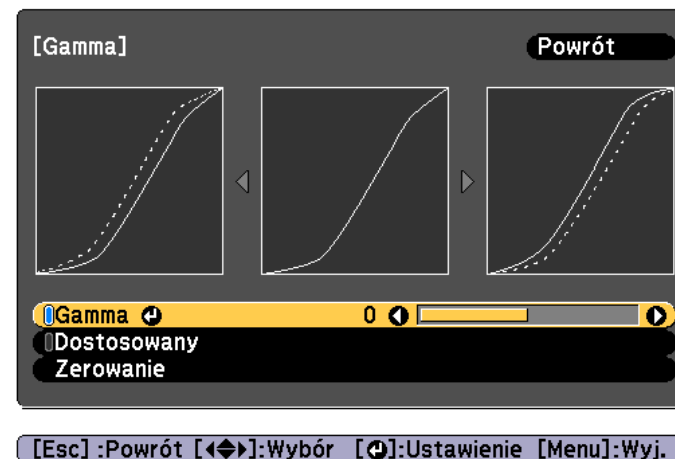 [Gamma] Powrót
Gamma 0
Dostosowany
Zerowanie
[Esc] :Powrót [ ]:Wybór [ ]:Ustawienie [Menu]:Wyj.